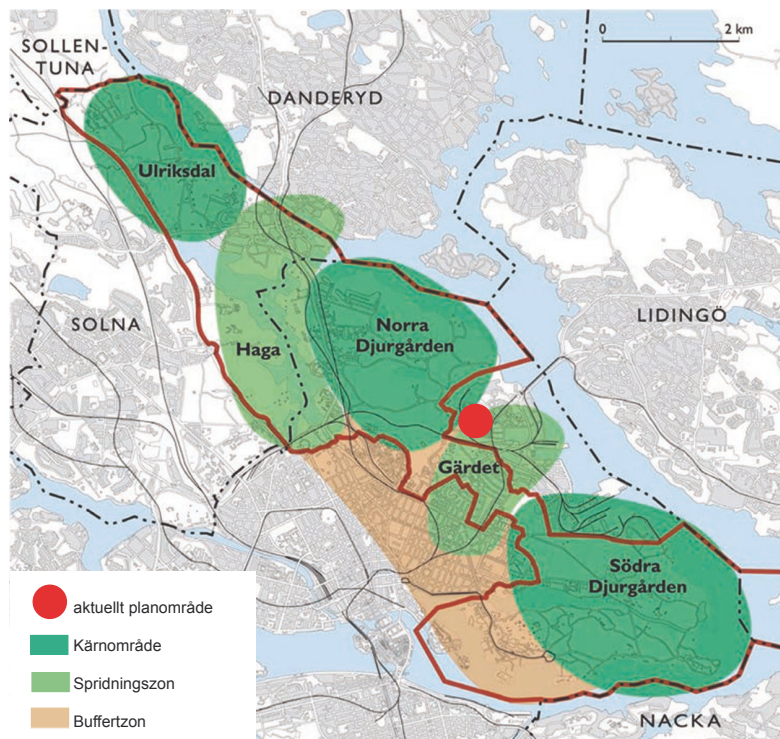 0 2 km
SOLLEN-
TUNA
DANDERYD
Ulriksdal
SOLNA
Haga
Norra
Djurgården
LIDINGÖ
Gärdet
Södra
Djurgården
NACKA
aktuellt planområde
Kärnområde
Spridningszon
Buffertzon